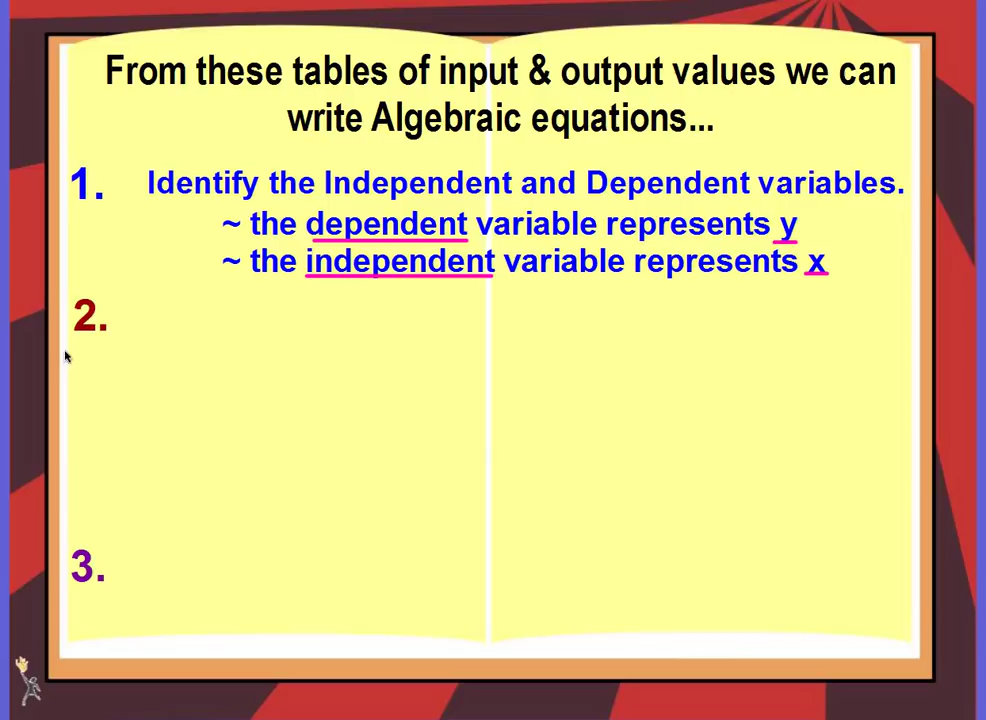 From these tables of input & output values we can
write Algebraic equations...
1. Identify the Independent and Dependent variables.
~ the dependent variable represents y
~ the independent variable represents x
2.
3.